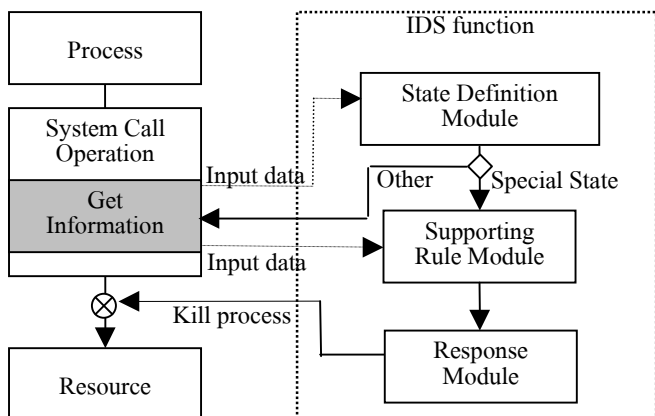 IDS function
Process
State Definition
Module
System Call
Operation
Input data
Other
Special State
Get
Information
Supporting
Rule Module
Input data
Kill process
Response
Module
Resource